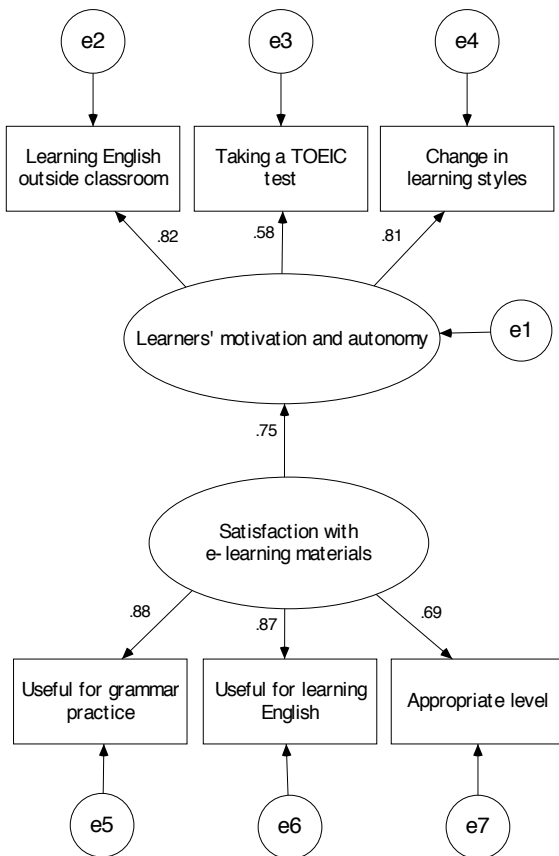 e2
e3
e4
Learning English
outside classroom
Taking a TOEIC
test
Change in
learning styles
.82
.58
.81
Learners' motivation and autonomy
e1
.75
Satisfaction with
e- learning materials
.88
.87
.69
Useful for grammar
practice
Useful for learning
English
Appropriate level
e5
e6
e7